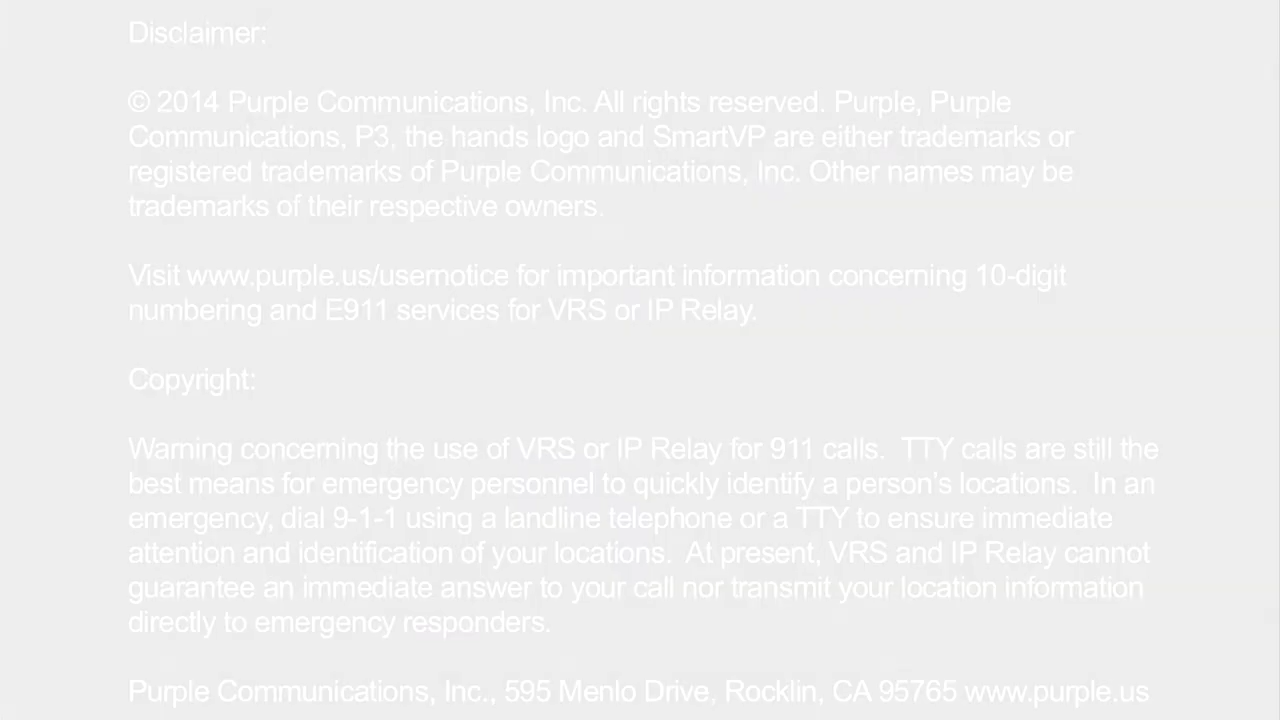 Disclaimer:
© 2014 Purple Communications, Inc. All rights reserved. Purple, Purple
Communications, P3, the hands logo and SmartVP are either trademarks or
registered trademarks of Purple Communications, Inc. Other names may be
trademarks of their respective owners.
Visit www.purple.us/usernotice for important information concerning 10-digit
numbering and E911 services for VRS or IP Relay.
Copyright:
Warning concerning the use of VRS or IP Relay for 911 calls.  TTY calls are still the
best means for emergency personnel to quickly identify a person's locations.  In an
emergency, dial 9-1-1 using a landline telephone or a TTY to ensure immediate
attention and identification of your locations.  At present, VRS and IP Relay cannot
guarantee an immediate answer to your call nor transmit your location information
directly to emergency responders.
Purple Communications, Inc., 595 Menlo Drive, Rocklin, CA 95765 www.purple.us